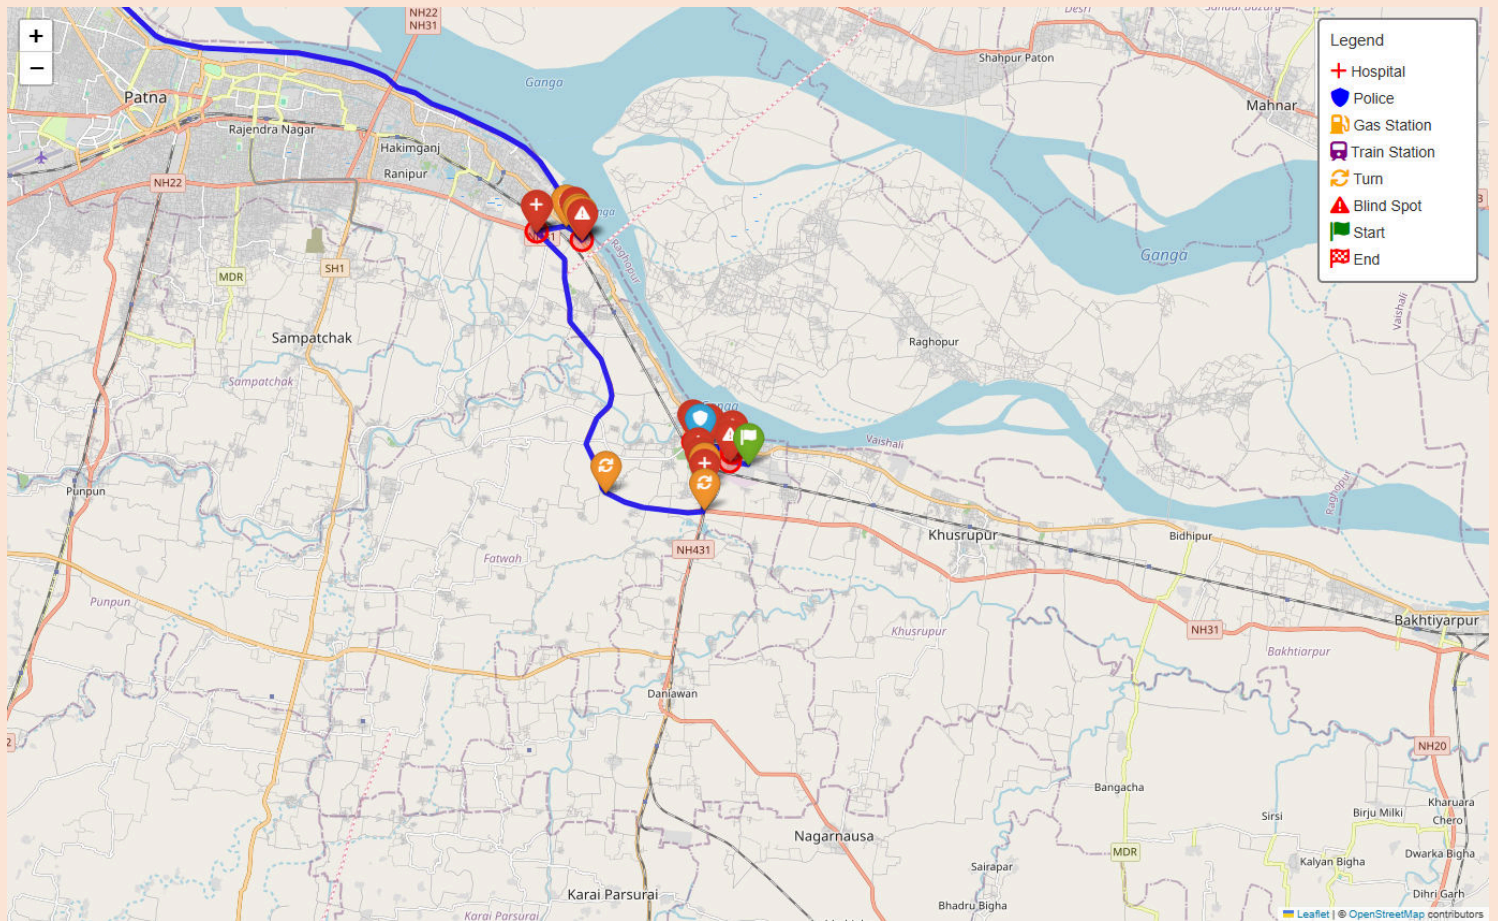 +
−
NH22
NH31
Desri
Ganga
Shahpur Paton
Patna
Mahnar
Rajendra Nagar
Hakimganj
Ranipur
NH22
Ganga
Raghopur
SH1
MDR
Vaishali
Sampatchak
Raghopur
Sampatchak
Ganga
Vaishali
Punpun
Raghopur
Khusrupur
Bidhipur
NH431
Fatwah
Punpun
Khusrupur
NH31
Bakhtiyarpur
Bakhtiarpur
Daniawan
NH20
Bangacha
Kharuara
Chero
Sirsi
Birju Milki
Nagarnausa
MDR
Dwarka Bigha
Kalyan Bigha
Sairapar
Karai Parsurai
Dihri Garh
Bhadru Bigha
Karai Parsurai
Legend
Hospital
Police
Gas Station
Train Station
Turn
Blind Spot
Start
End
Leaflet | © OpenStreetMap contributors